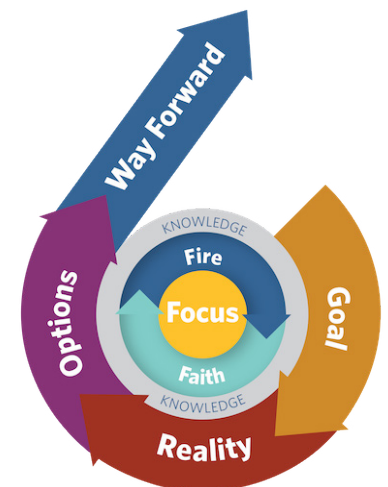 Way Forward
KNOWLEDGE
Fire
Focus
Faith
KNOWLEDGE
Goal
Options
Reality